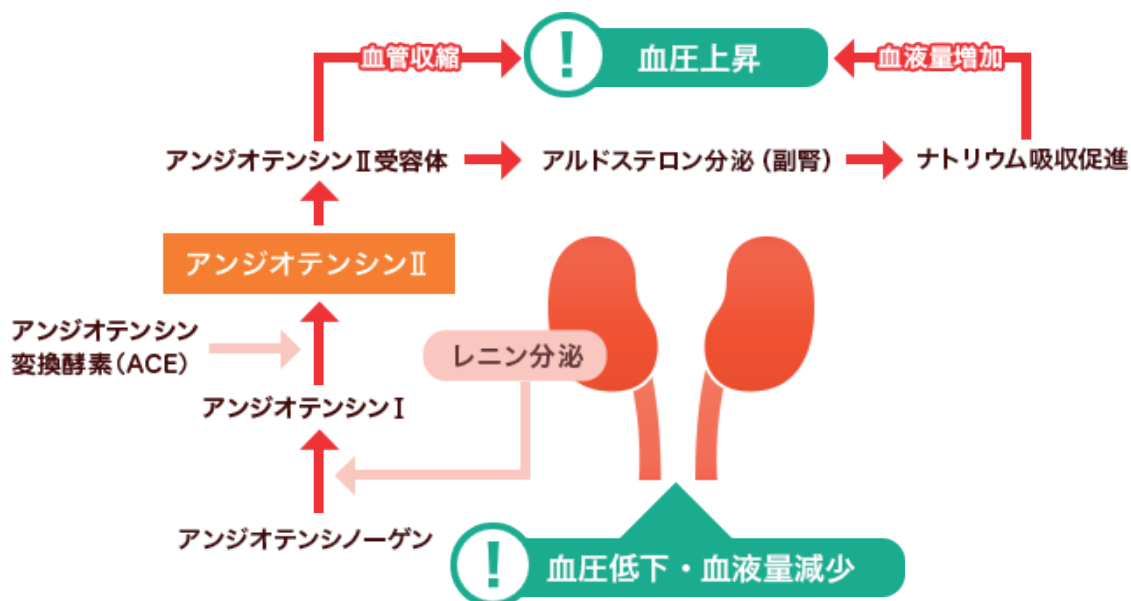 血管収縮
!
血圧上昇
血液量増加
アンジオテンシンⅡ受容体
アルドステロン分泌(副腎)
ナトリウム吸収促進
アンジオテンシンⅡ
アンジオテンシン
変換酵素(ACE)
レニン分泌
アンジオテンシンⅠ
アンジオテンシノーゲン
!
血圧低下・血液量減少